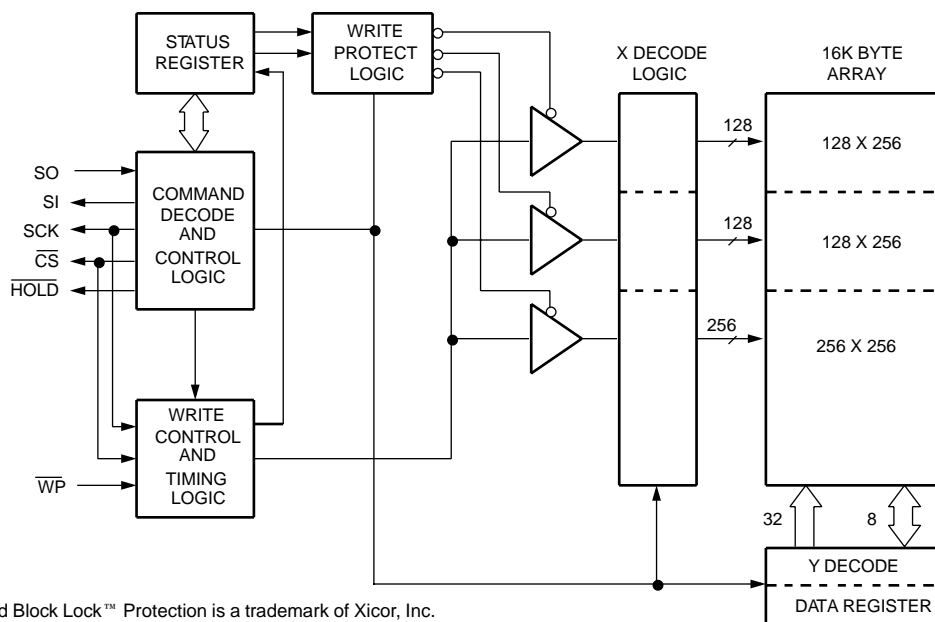 STATUS
REGISTER
WRITE
PROTECT
LOGIC
X DECODE
LOGIC
16K BYTE
ARRAY
SO
SI
SCK
CS
HOLD
COMMAND
DECODE
AND
CONTROL
LOGIC
128
128 X 256
128
128 X 256
256
256 X 256
WP
WRITE
CONTROL
AND
TIMING
LOGIC
32
8
Y DECODE
DATA REGISTER
Block Lock™ Protection is a trademark of Xicor, Inc.